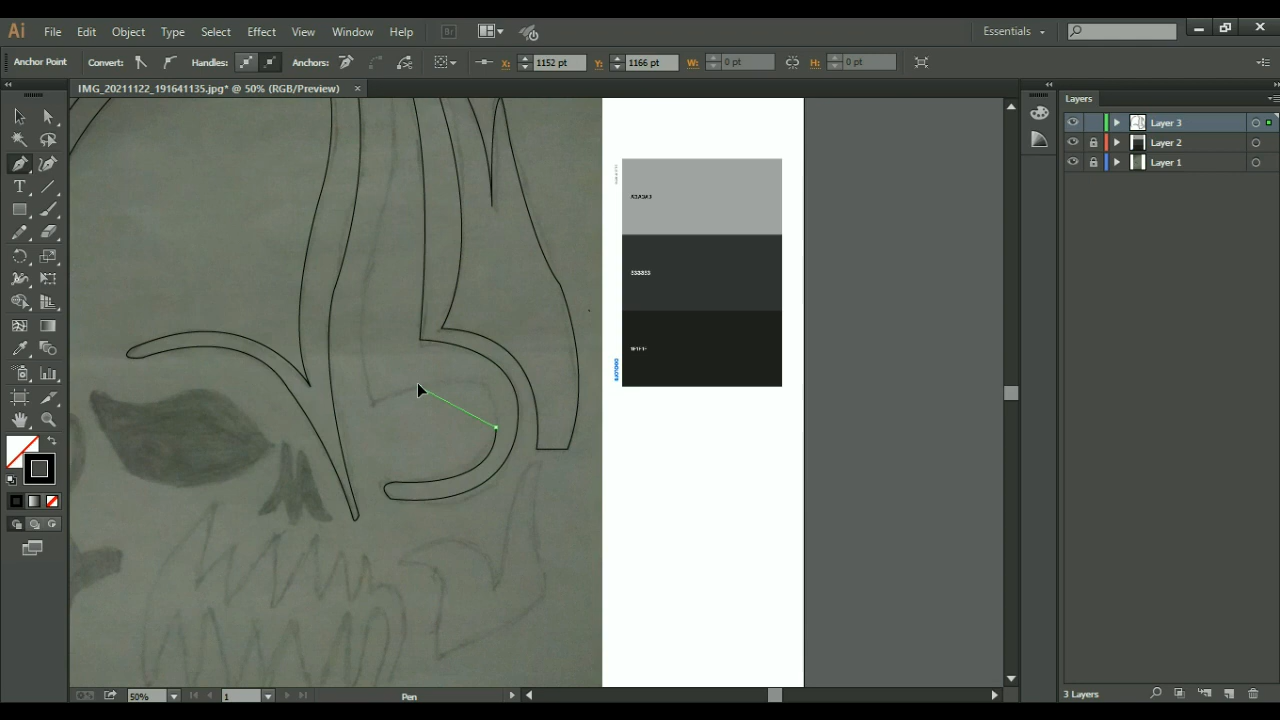 Ai File Edit Object Type Select Effect View Window Help Br Essentials
Anchor Point Convert: Handles: Anchors: X: 1152 pt Y: 1166 pt W: 0 pt H: 0 pt
IMG_20211122_191641135.jpg* @ 50% (RGB/Preview)
Layers
Layer 3
Layer 2
Layer 1
50% 1 Pen
3 Layers